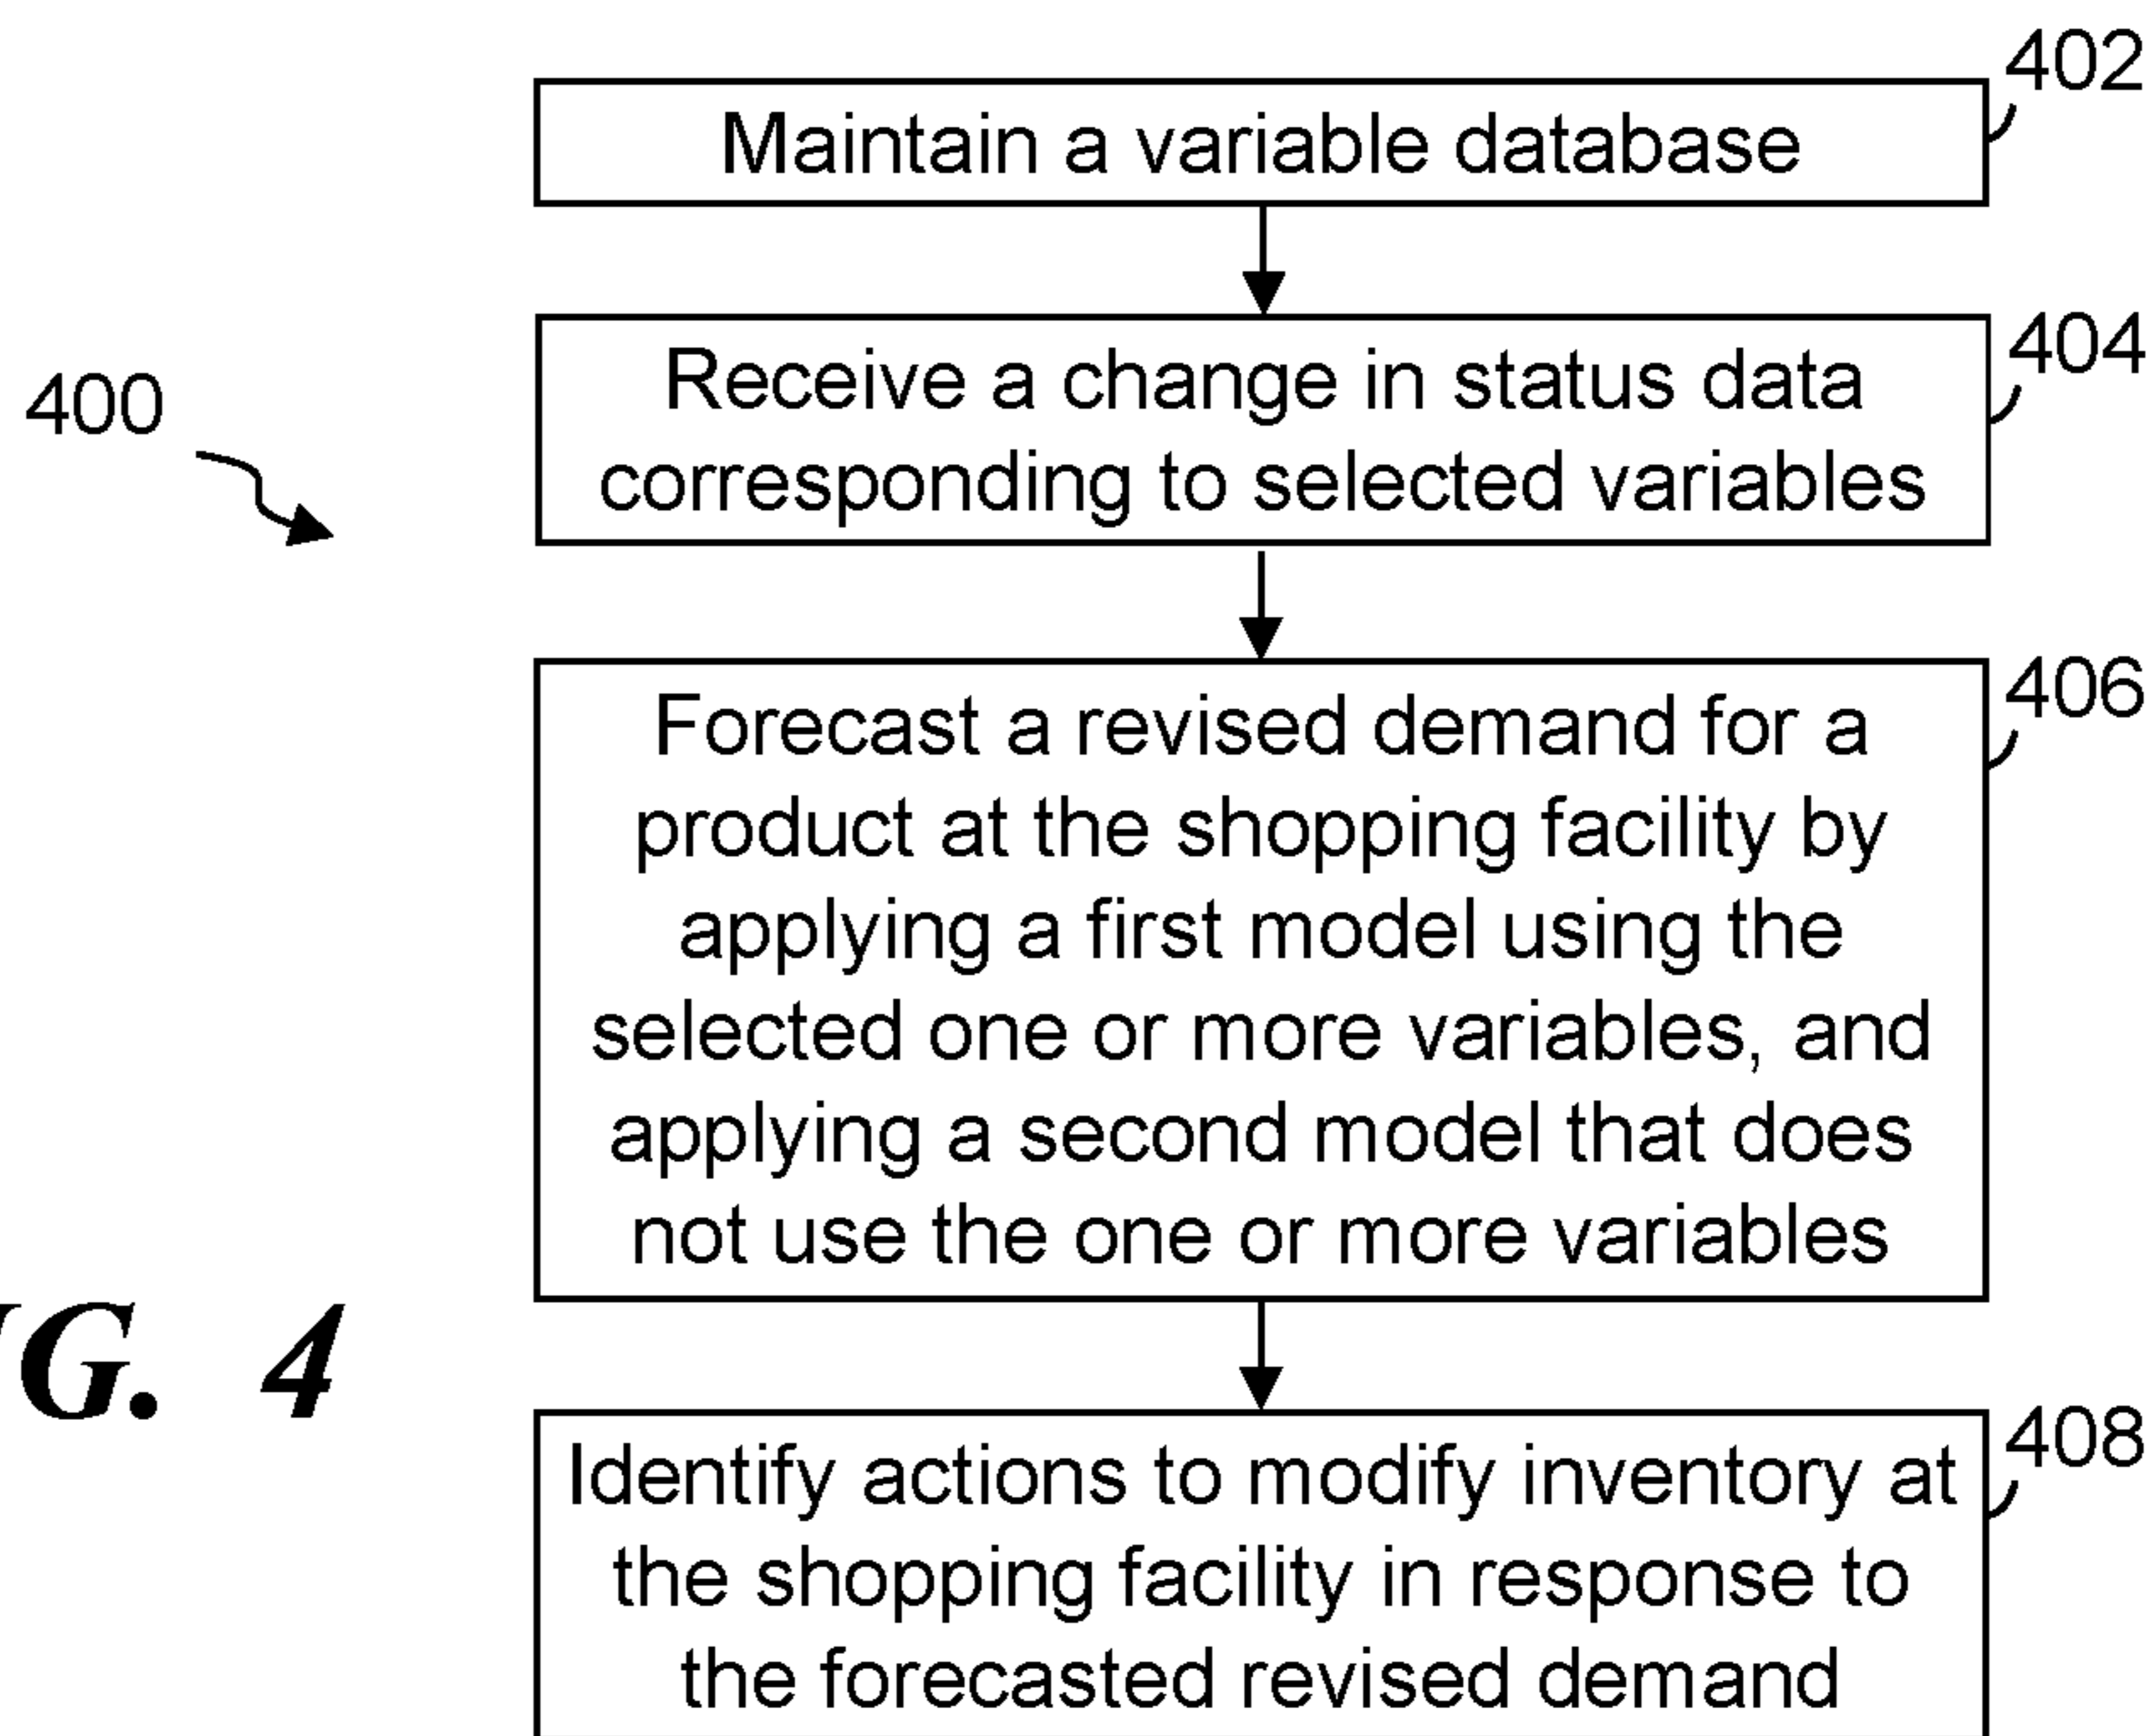 402
Maintain a variable database
404
Receive a change in status data
corresponding to selected variables
400
406
Forecast a revised demand for a
product at the shopping facility by
applying a first model using the
selected one or more variables, and
applying a second model that does
not use the one or more variables
G. 4
408
Identify actions to modify inventory at
the shopping facility in response to
the forecasted revised demand